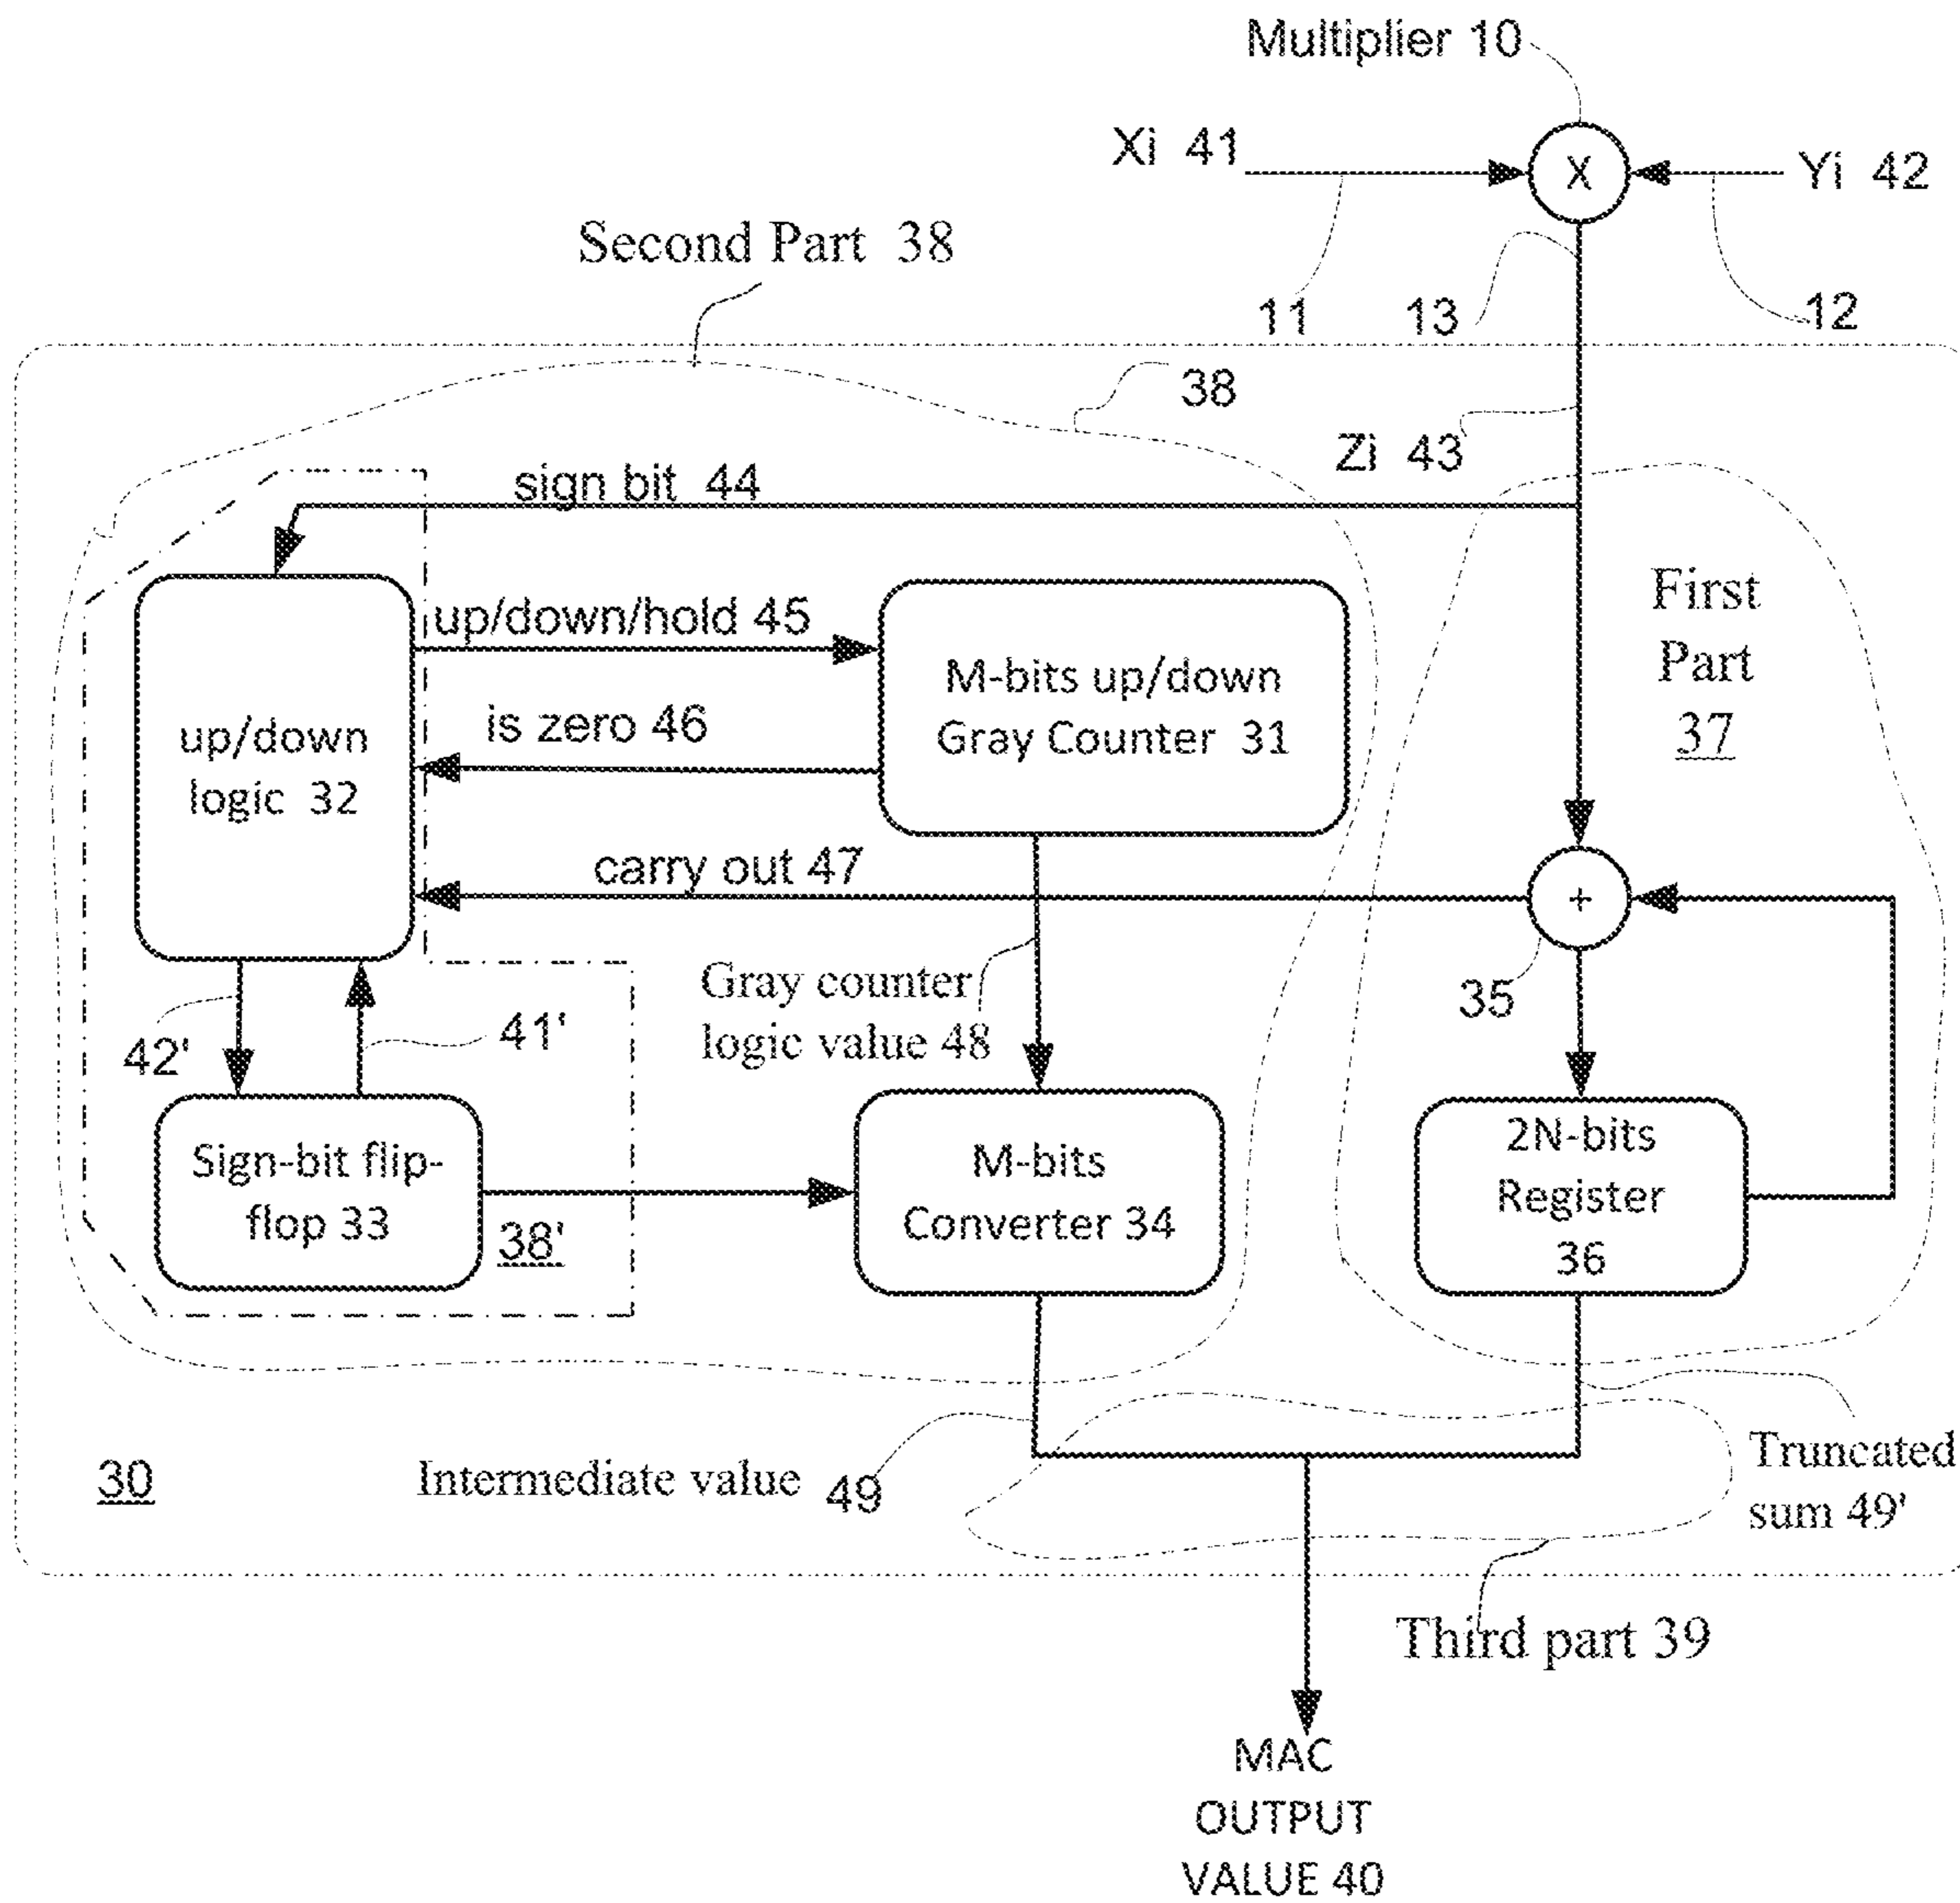 Multiplier 10
Xi 41
X
Yi 42
Second Part 38
11
13
12
38
Zi 43
sign bit 44
First
Part
37
up/down/hold 45
M-bits up/down
Gray Counter 31
is zero 46
up/down
logic 32
carry out 47
+
Gray counter
logic value 48
35
42'
41'
Sign-bit flip-
flop 33
38'
M-bits
Converter 34
2N-bits
Register
36
30
Intermediate value 49
Truncated
sum 49'
Third part 39
MAC
OUTPUT
VALUE 40